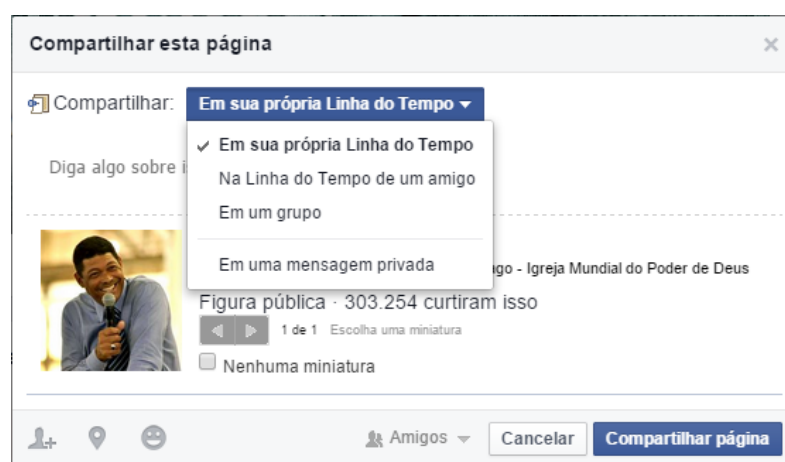 Compartilhar esta página
Compartilhar: Em sua própria Linha do Tempo
Em sua própria Linha do Tempo
Diga algo sobre
Na Linha do Tempo de um amigo
Em um grupo
Em uma mensagem privada
- Igreja Mundial do Poder de Deus
Figura pública · 303.254 curtiram isso
1 de 1 Escolha uma miniatura
Nenhuma miniatura
Amigos Cancelar Compartilhar página